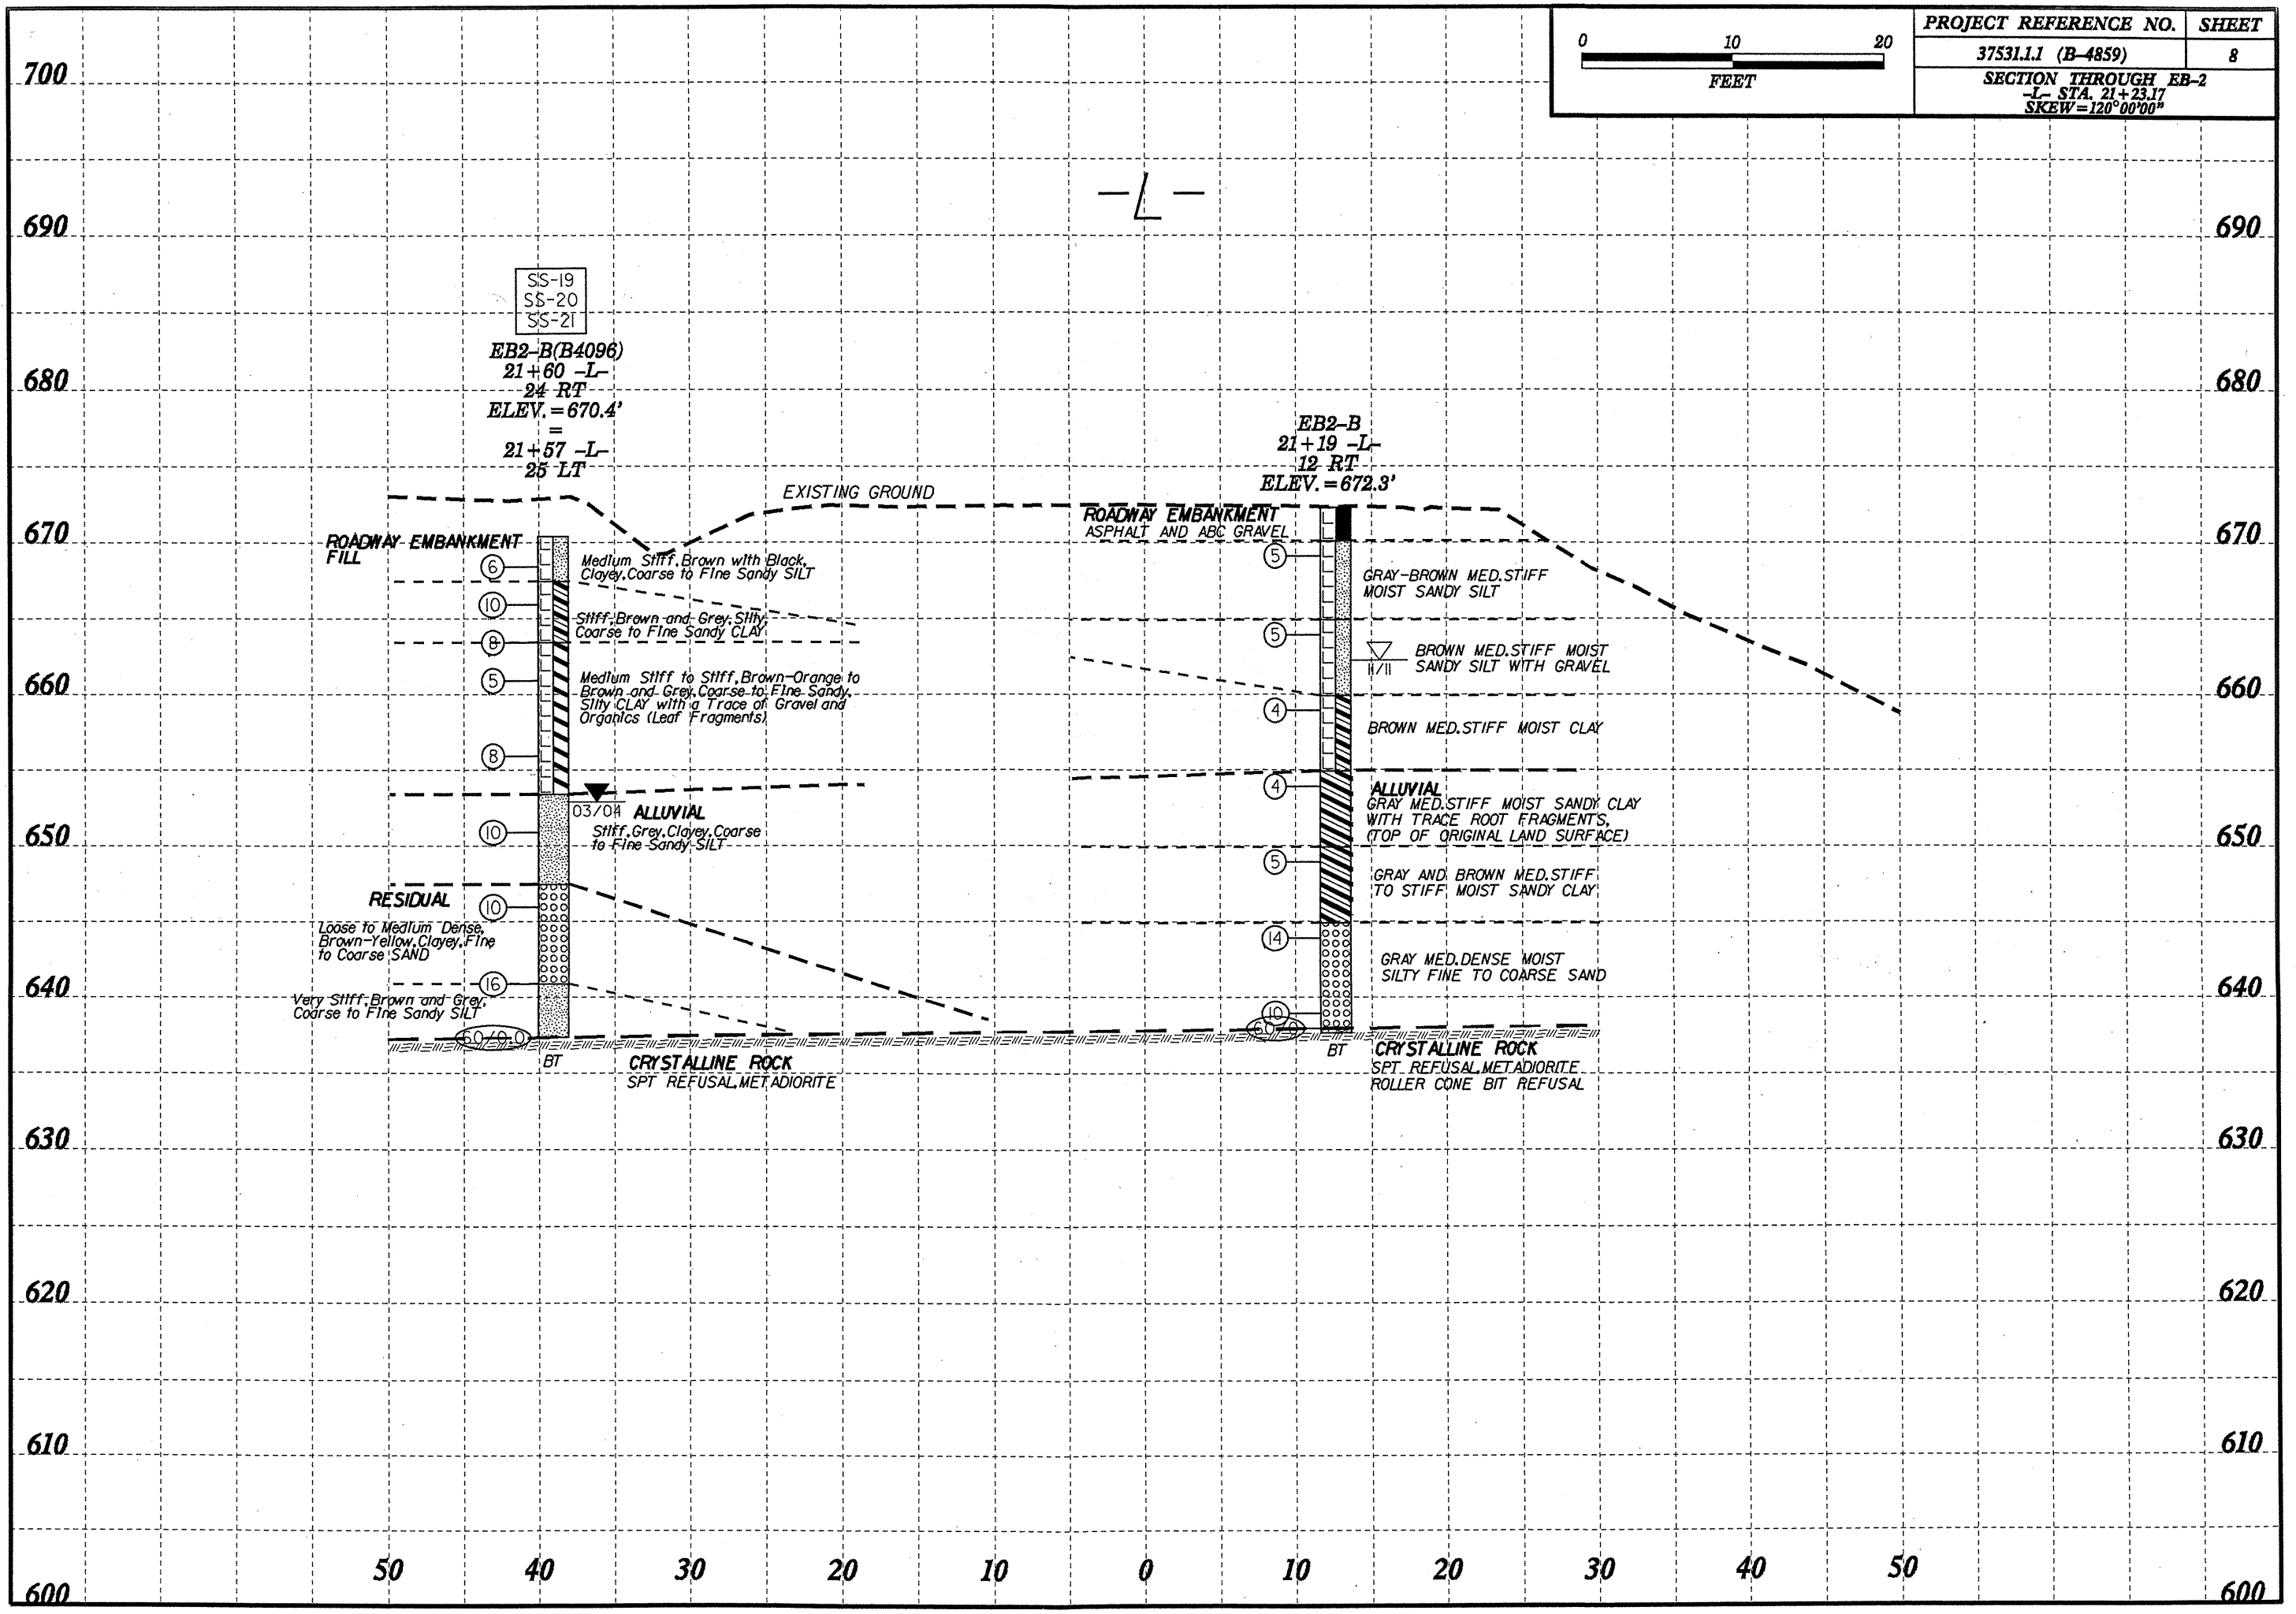 0 10 20
FEET
PROJECT REFERENCE NO. SHEET
37531.1.1 (B-4859) 8
SECTION THROUGH EB-2
-L- STA. 21+23.17
SKEW=120°00'00"
700
690 690
680 680
670 670
660 660
650 650
640 640
630 630
620 620
610 610
600 600
-L-
SS-19
SS-20
SS-21
EB2-B(B4096)
21+60 -L-
24 RT
ELEV.=670.4'
=
21+57 -L-
25 LT
EXISTING GROUND
ROADWAY EMBANKMENT
FILL
6
10
8
5
8
10
10
16
60/0.0
Medium Stiff, Brown with Black,
Clayey, Coarse to Fine Sandy SILT
Stiff, Brown and Grey, Silty,
Coarse to Fine Sandy CLAY
Medium Stiff to Stiff, Brown-Orange to
Brown and Grey, Coarse to Fine Sandy,
Silty CLAY with a Trace of Gravel and
Organics (Leaf Fragments)
03/04
ALLUVIAL
Stiff, Grey, Clayey, Coarse
to Fine Sandy SILT
RESIDUAL
Loose to Medium Dense,
Brown-Yellow, Clayey, Fine
to Coarse SAND
Very Stiff, Brown and Grey,
Coarse to Fine Sandy SILT
BT
CRYSTALLINE ROCK
SPT REFUSAL, METADIORITE
EB2-B
21+19 -L-
12 RT
ELEV.=672.3'
ROADWAY EMBANKMENT
ASPHALT AND ABC GRAVEL
5
5
4
4
5
14
10
60/0
GRAY-BROWN MED. STIFF
MOIST SANDY SILT
11/11
BROWN MED. STIFF MOIST
SANDY SILT WITH GRAVEL
BROWN MED. STIFF MOIST CLAY
ALLUVIAL
GRAY MED. STIFF MOIST SANDY CLAY
WITH TRACE ROOT FRAGMENTS,
(TOP OF ORIGINAL LAND SURFACE)
GRAY AND BROWN MED. STIFF
TO STIFF MOIST SANDY CLAY
GRAY MED. DENSE MOIST
SILTY FINE TO COARSE SAND
BT
CRYSTALLINE ROCK
SPT REFUSAL, METADIORITE
ROLLER CONE BIT REFUSAL
50 40 30 20 10 0 10 20 30 40 50